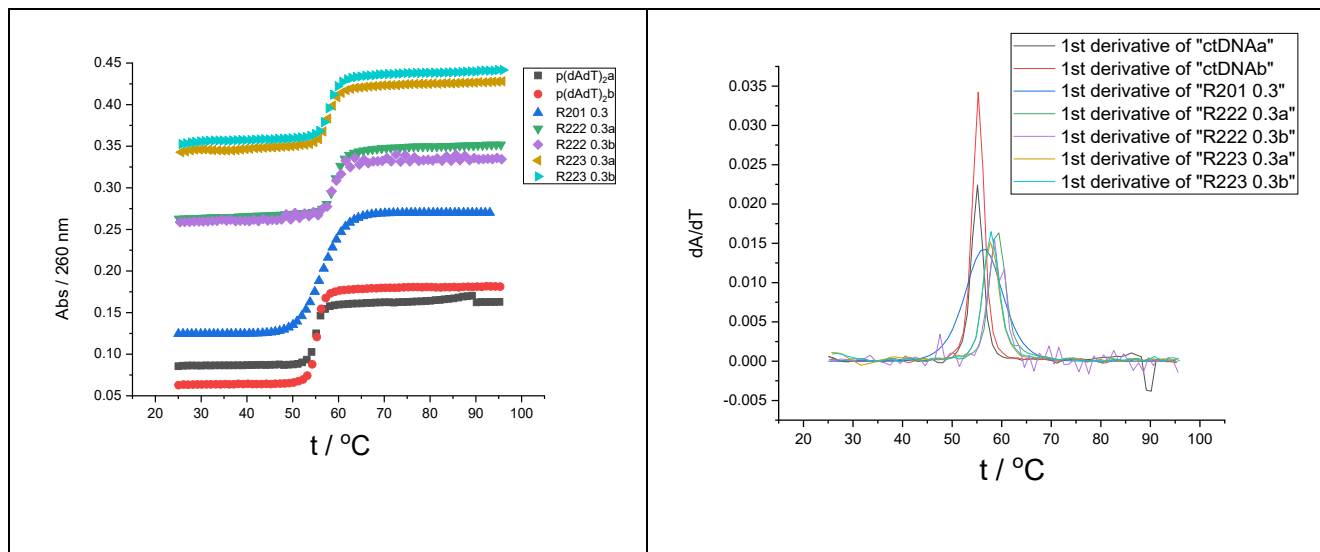 0.45
0.40
0.35
0.30
0.25
0.20
0.15
0.10
0.05
Abs / 260 nm
20 30 40 50 60 70 80 90 100
t / °C
p(dAdT)₂a
p(dAdT)₂b
R201 0.3
R222 0.3a
R222 0.3b
R223 0.3a
R223 0.3b
1st derivative of "ctDNAa"
1st derivative of "ctDNAb"
1st derivative of "R201 0.3"
1st derivative of "R222 0.3a"
1st derivative of "R222 0.3b"
1st derivative of "R223 0.3a"
1st derivative of "R223 0.3b"
0.035
0.030
0.025
0.020
0.015
0.010
0.005
0.000
-0.005
dA/dT
20 30 40 50 60 70 80 90 100
t / °C